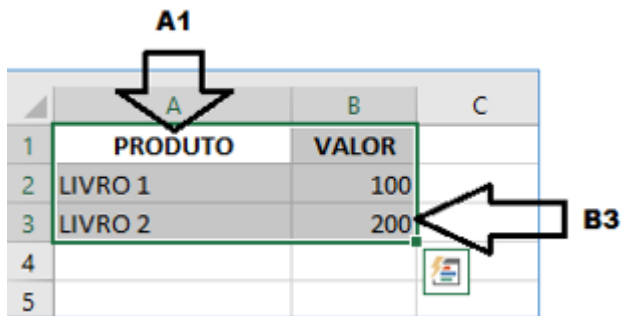 A1
A B C
1 PRODUTO VALOR
2 LIVRO 1 100
3 LIVRO 2 200
B3
4
5